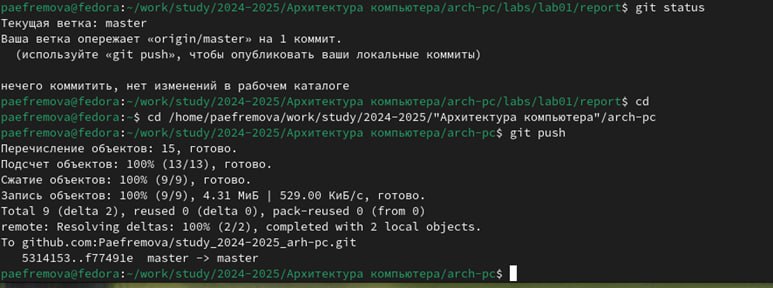 paefremova@fedora:~/work/study/2024-2025/Архитектура компьютера/arch-pc/labs/lab01/report$ git status
Текущая ветка: master
Ваша ветка опережает «origin/master» на 1 коммит.
  (используйте «git push», чтобы опубликовать ваши локальные коммиты)

нечего коммитить, нет изменений в рабочем каталоге
paefremova@fedora:~/work/study/2024-2025/Архитектура компьютера/arch-pc/labs/lab01/report$ cd
paefremova@fedora:~$ cd /home/paefremova/work/study/2024-2025/"Архитектура компьютера"/arch-pc
paefremova@fedora:~/work/study/2024-2025/Архитектура компьютера/arch-pc$ git push
Перечисление объектов: 15, готово.
Подсчет объектов: 100% (13/13), готово.
Сжатие объектов: 100% (9/9), готово.
Запись объектов: 100% (9/9), 4.31 МиБ | 529.00 КиБ/с, готово.
Total 9 (delta 2), reused 0 (delta 0), pack-reused 0 (from 0)
remote: Resolving deltas: 100% (2/2), completed with 2 local objects.
To github.com:Paefremova/study_2024-2025_arh-pc.git
   5314153..f77491e  master -> master
paefremova@fedora:~/work/study/2024-2025/Архитектура компьютера/arch-pc$